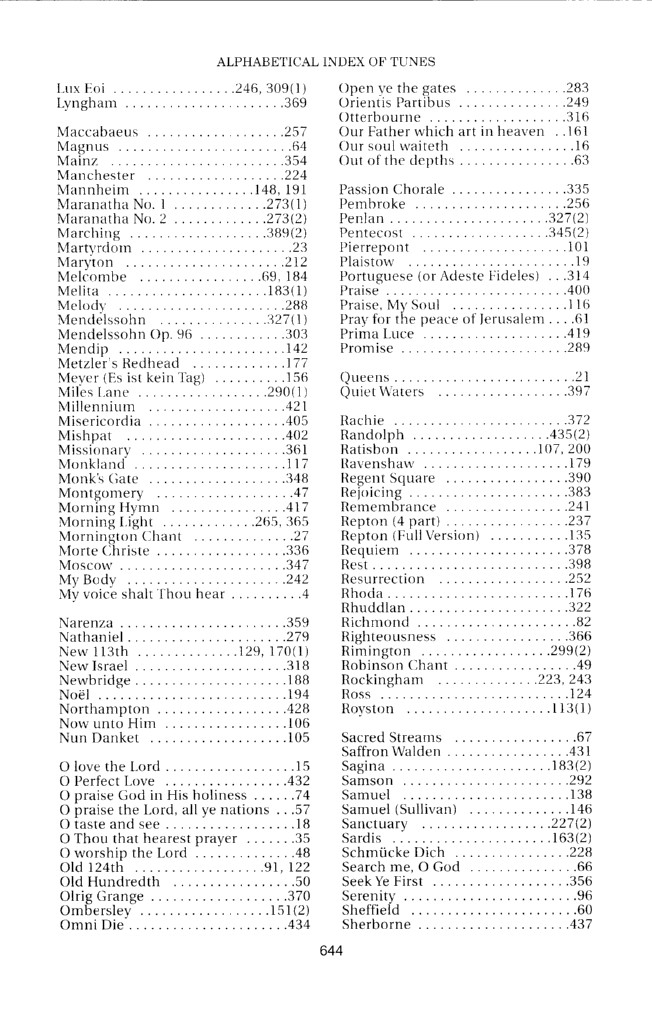 ALPHABETICAL INDEX OF TUNES
Lux Eoi .................246, 309(1)
Lyngham ......................369
Maccabaeus ...................257
Magnus ........................64
Mainz ........................354
Manchester ...................224
Mannheim ................148, 191
Maranatha No. 1 .............273(1)
Maranatha No. 2 .............273(2)
Marching ...................389(2)
Martyrdom .....................23
Maryton ......................212
Melcombe .................69, 184
Melita ......................183(1)
Melody .......................288
Mendelssohn ...............327(1)
Mendelssohn Op. 96 ............303
Mendip .......................142
Metzler's Redhead .............177
Meyer (Es ist kein Tag) ..........156
Miles Lane ..................290(1)
Millennium ...................421
Misericordia ...................405
Mishpat ......................402
Missionary ....................361
Monkland .....................117
Monk's Gate ...................348
Montgomery ...................47
Morning Hymn ................417
Morning Light .............265, 365
Mornington Chant ..............27
Morte Christe ..................336
Moscow .......................347
My Body ......................242
My voice shalt Thou hear ..........4
Narenza .......................359
Nathaniel ......................279
New 113th ..............129, 170(1)
New Israel .....................318
Newbridge .....................188
Noël ..........................194
Northampton ..................428
Now unto Him .................106
Nun Danket ...................105
O love the Lord ..................15
O Perfect Love .................432
O praise God in His holiness ......74
O praise the Lord, all ye nations ...57
O taste and see ..................18
O Thou that hearest prayer .......35
O worship the Lord ..............48
Old 124th ..................91, 122
Old Hundredth .................50
Olrig Grange ...................370
Ombersley ..................151(2)
Omni Die ......................434
Open ye the gates ..............283
Orientis Partibus ...............249
Otterbourne ...................316
Our Father which art in heaven ..161
Our soul waiteth ................16
Out of the depths ................63
Passion Chorale ................335
Pembroke .....................256
Penlan ......................327(2)
Pentecost ...................345(2)
Pierrepont ....................101
Plaistow .......................19
Portuguese (or Adeste Fideles) ...314
Praise .........................400
Praise, My Soul ................116
Pray for the peace of Jerusalem ....61
Prima Luce ....................419
Promise .......................289
Queens .........................21
Quiet Waters ..................397
Rachie ........................372
Randolph ...................435(2)
Ratisbon ..................107, 200
Ravenshaw ....................179
Regent Square .................390
Rejoicing ......................383
Remembrance .................241
Repton (4 part) .................237
Repton (Full Version) ...........135
Requiem ......................378
Rest ...........................398
Resurrection ..................252
Rhoda .........................176
Rhuddlan ......................322
Richmond ......................82
Righteousness .................366
Rimington ..................299(2)
Robinson Chant .................49
Rockingham ..............223, 243
Ross ..........................124
Royston ....................113(1)
Sacred Streams .................67
Saffron Walden .................431
Sagina ......................183(2)
Samson .......................292
Samuel .......................138
Samuel (Sullivan) ..............146
Sanctuary ..................227(2)
Sardis ......................163(2)
Schmücke Dich ................228
Search me, O God ...............66
Seek Ye First ...................356
Serenity ........................96
Sheffield .......................60
Sherborne .....................437
644